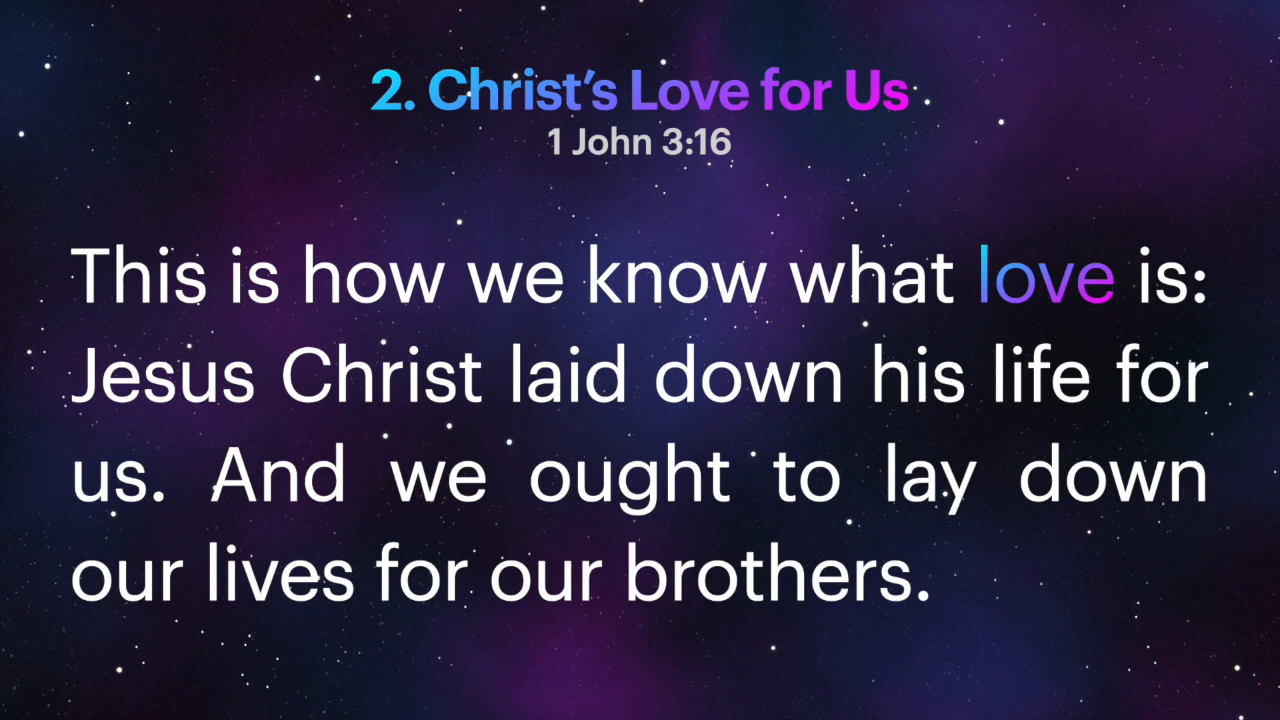 2. Christ’s Love for Us
1 John 3:16
This is how we know what love is:
Jesus Christ laid down his life for
us. And we ought to lay down
our lives for our brothers.